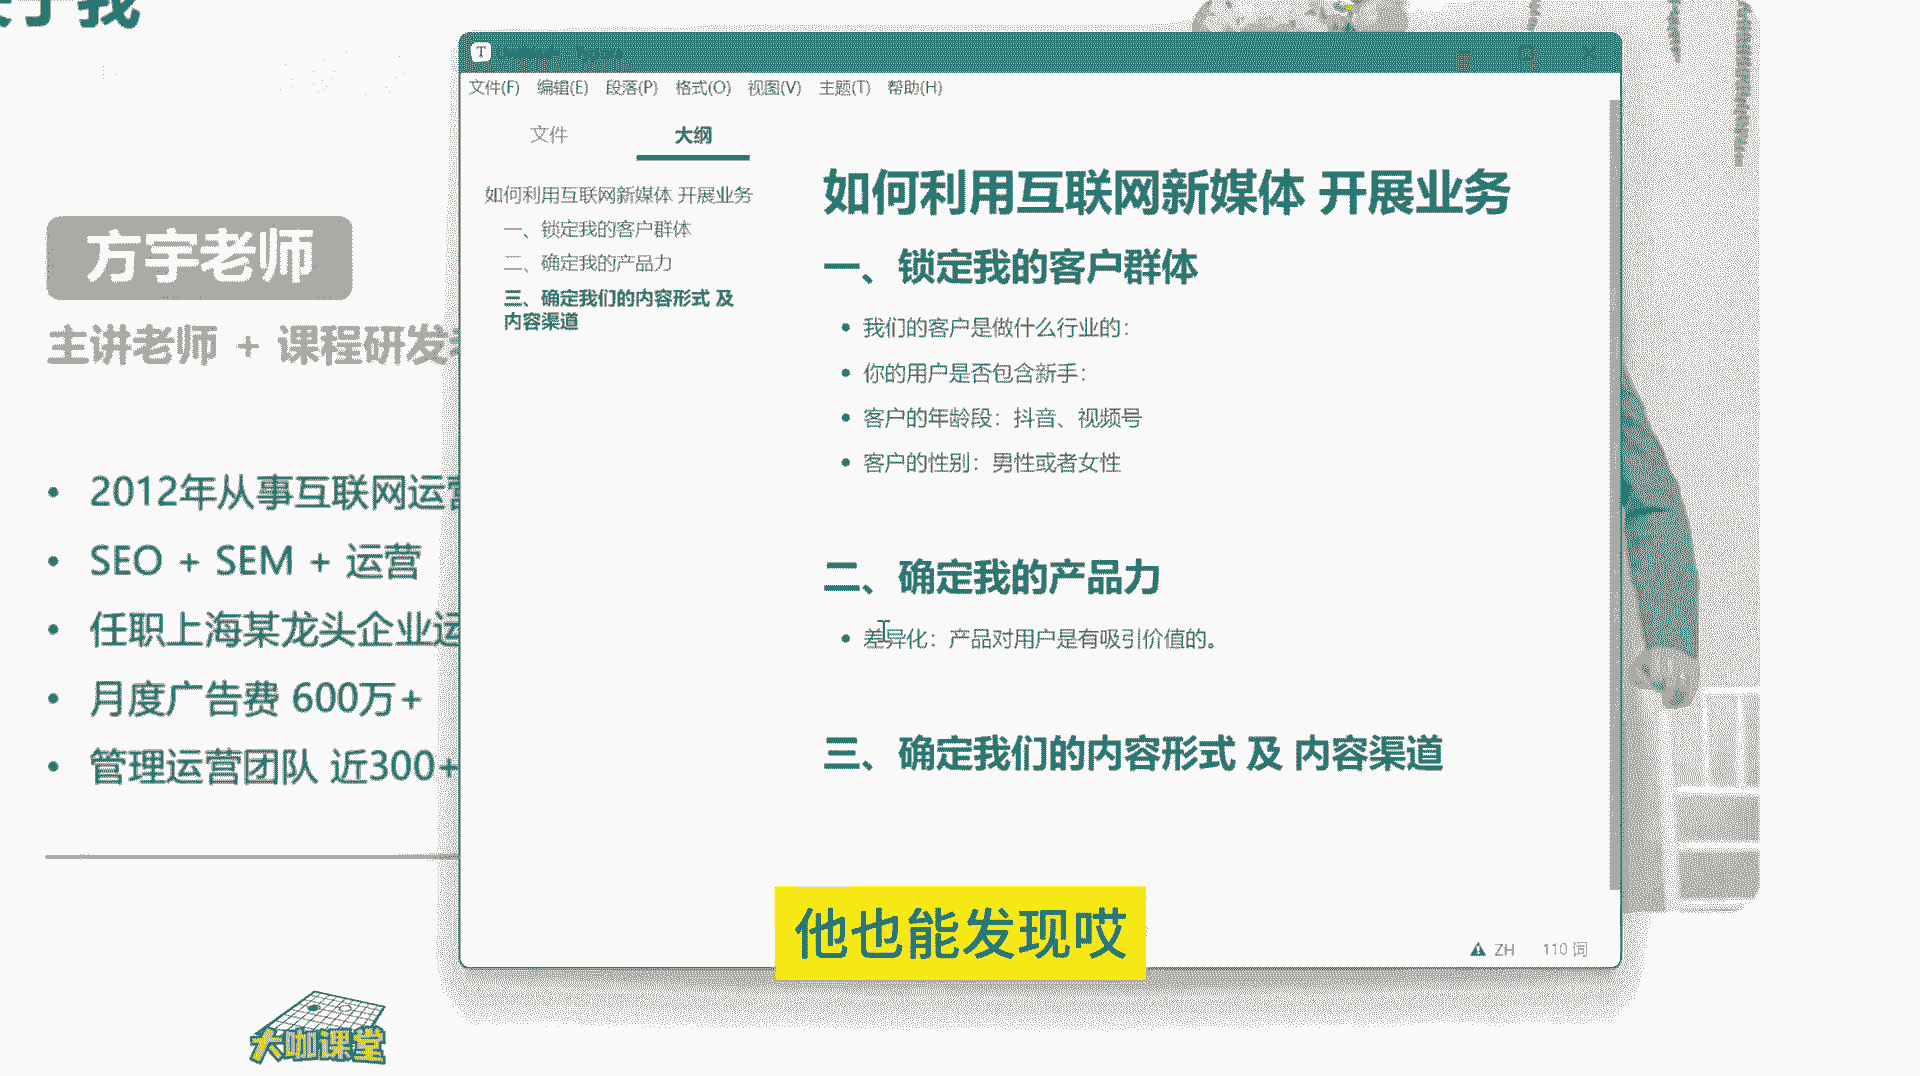 于我
方宇老师
主讲老师 + 课程研发
2012年从事互联网运营
SEO + SEM + 运营
任职上海某龙头企业运
月度广告费 600万+
管理运营团队 近300+
大咖课堂
文件(F) 编辑(E) 段落(P) 格式(O) 视图(V) 主题(T) 帮助(H)
文件 大纲
如何利用互联网新媒体 开展业务
一、锁定我的客户群体
二、确定我的产品力
三、确定我们的内容形式 及
内容渠道
如何利用互联网新媒体 开展业务
一、锁定我的客户群体
我们的客户是做什么行业的：
你的用户是否包含新手：
客户的年龄段：抖音、视频号
客户的性别：男性或者女性
二、确定我的产品力
差异化：产品对用户是有吸引价值的。
三、确定我们的内容形式 及 内容渠道
他也能发现哎
ZH 110 词